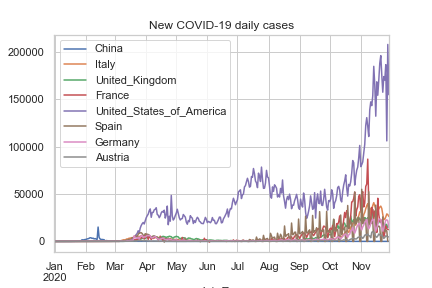 New COVID-19 daily cases
200000
150000
100000
50000
0
China
Italy
United_Kingdom
France
United_States_of_America
Spain
Germany
Austria
Jan Feb Mar Apr May Jun Jul Aug Sep Oct Nov
2020